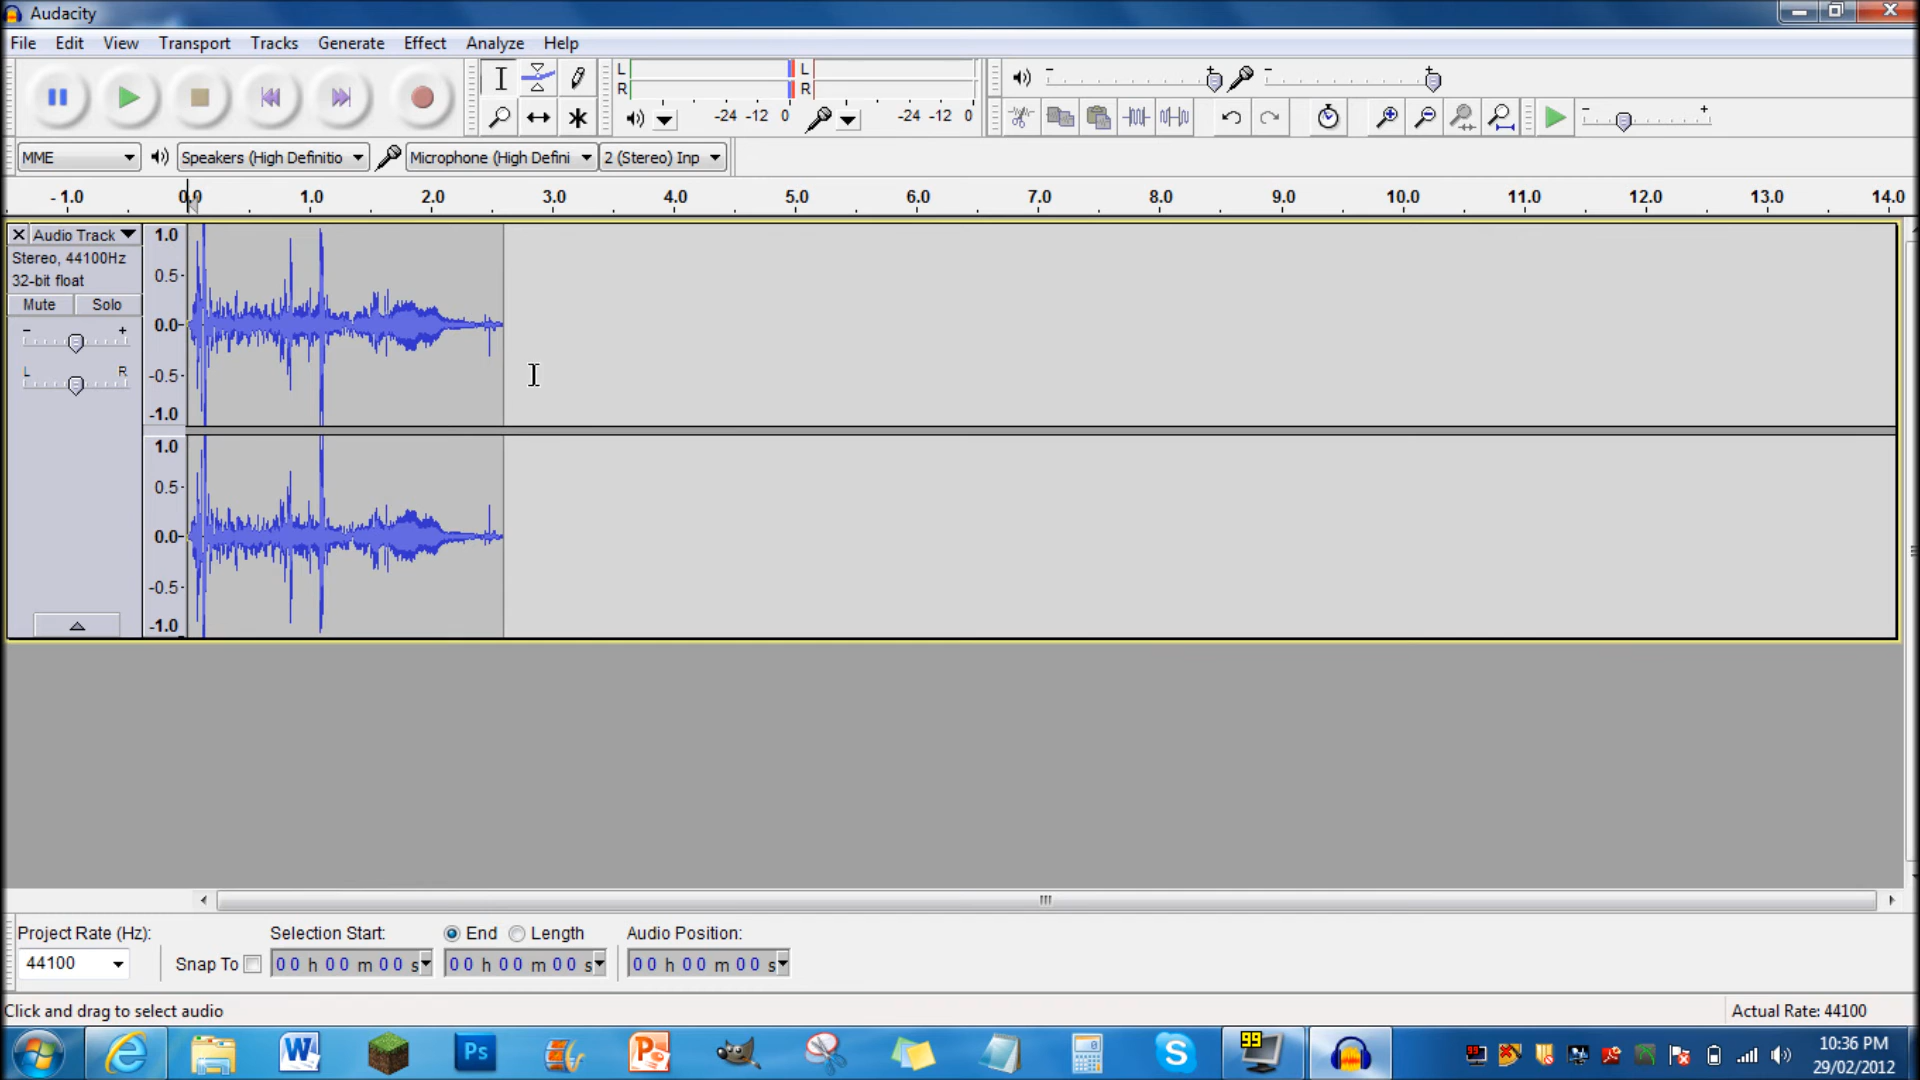 Audacity
File Edit View Transport Tracks Generate Effect Analyze Help
L L
R R
-24 -12 0 -24 -12 0
MME Speakers (High Definitio Microphone (High Defini 2 (Stereo) Inp
- 1.0 0.0 1.0 2.0 3.0 4.0 5.0 6.0 7.0 8.0 9.0 10.0 11.0 12.0 13.0 14.0
Audio Track 1.0
Stereo, 44100Hz
32-bit float 0.5
Mute Solo
- + 0.0
L R -0.5
-1.0
1.0
0.5
0.0
-0.5
-1.0
Project Rate (Hz): Selection Start: End Length Audio Position:
44100 Snap To 00 h 00 m 00 s 00 h 00 m 00 s 00 h 00 m 00 s
Click and drag to select audio Actual Rate: 44100
W Ps P S 99 99 10:36 PM
29/02/2012